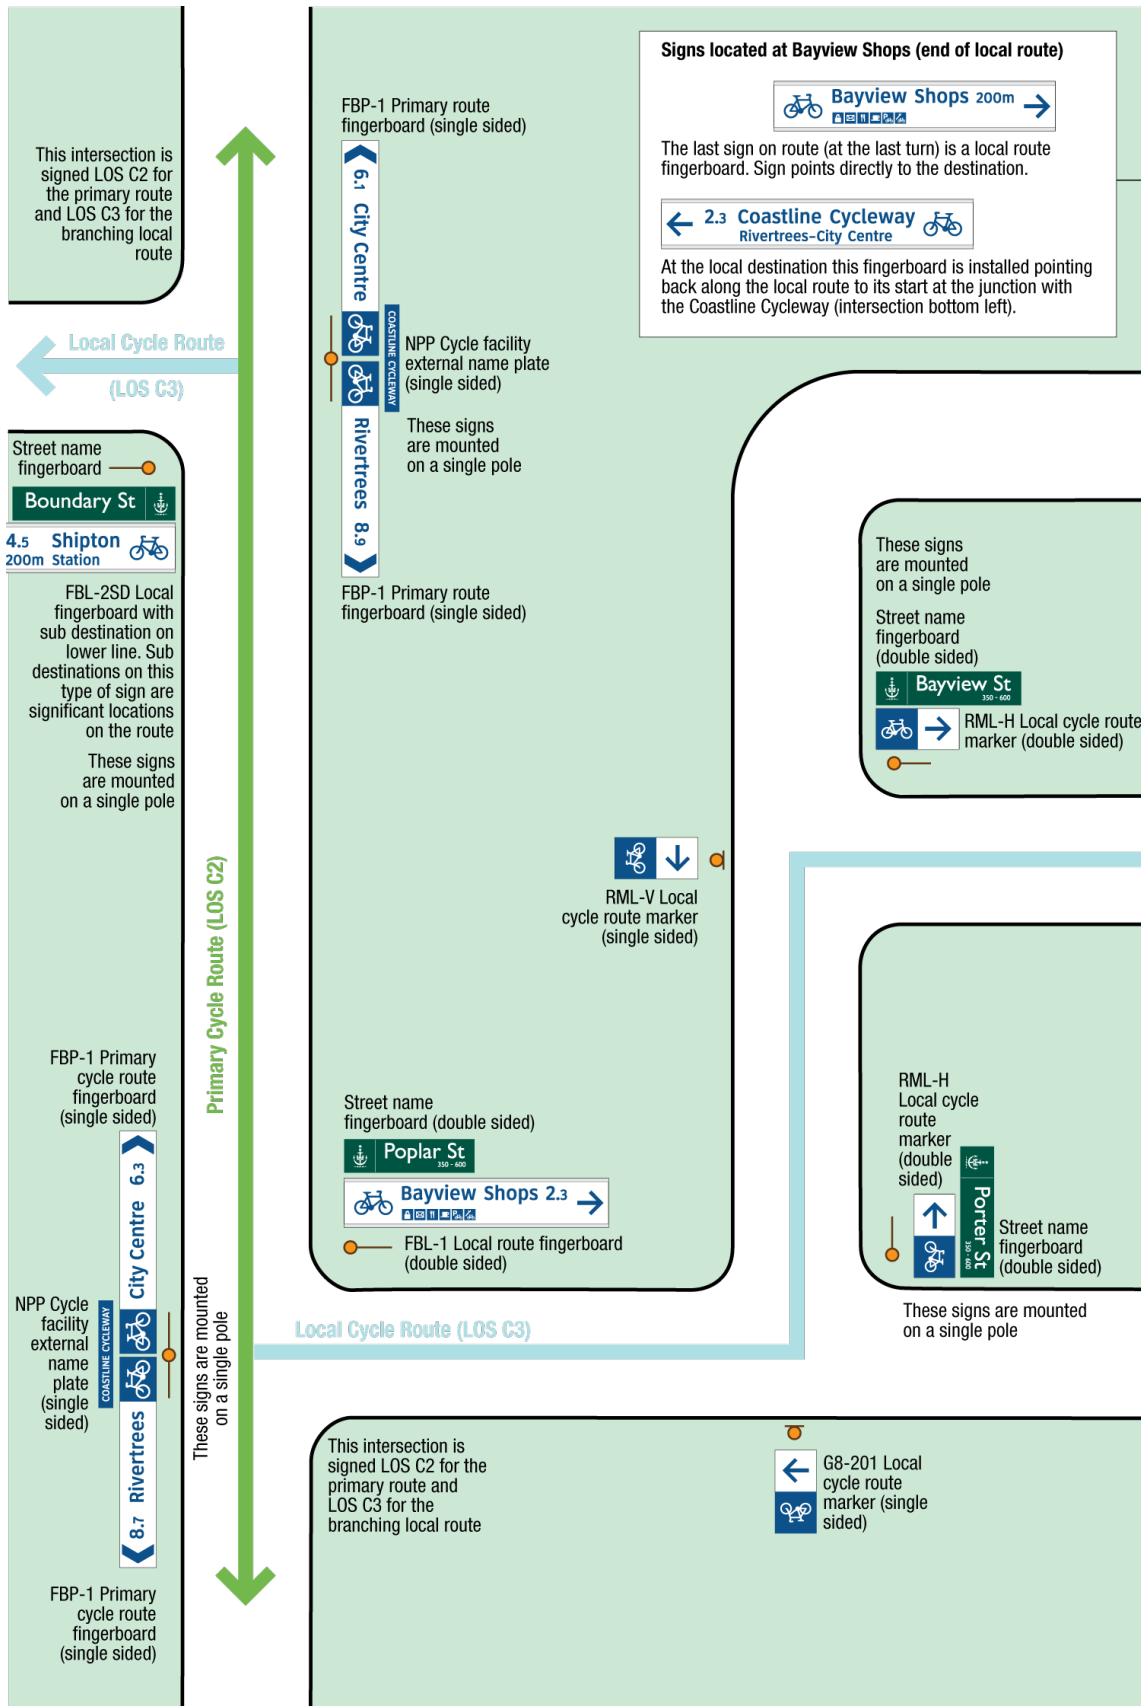 Signs located at Bayview Shops (end of local route)
Bayview Shops 200m
The last sign on route (at the last turn) is a local route
fingerboard. Sign points directly to the destination.
2.3 Coastline Cycleway
Rivertrees–City Centre
At the local destination this fingerboard is installed pointing
back along the local route to its start at the junction with
the Coastline Cycleway (intersection bottom left).
FBP-1 Primary route
fingerboard (single sided)
This intersection is
signed LOS C2 for
the primary route
and LOS C3 for the
branching local
route
6.1 City Centre
COASTLINE CYCLEWAY
Rivertrees 8.9
NPP Cycle facility
external name plate
(single sided)
These signs
are mounted
on a single pole
FBP-1 Primary route
fingerboard (single sided)
Local Cycle Route
(LOS C3)
Street name
fingerboard
Boundary St
4.5 Shipton
200m Station
FBL-2SD Local
fingerboard with
sub destination on
lower line. Sub
destinations on this
type of sign are
significant locations
on the route
These signs
are mounted
on a single pole
These signs
are mounted
on a single pole
Street name
fingerboard
(double sided)
Bayview St
350 - 600
RML-H Local cycle route
marker (double sided)
Primary Cycle Route (LOS C2)
RML-V Local
cycle route marker
(single sided)
FBP-1 Primary
cycle route
fingerboard
(single sided)
City Centre 6.3
COASTLINE CYCLEWAY
8.7 Rivertrees
NPP Cycle
facility
external
name
plate
(single
sided)
These signs are mounted
on a single pole
FBP-1 Primary
cycle route
fingerboard
(single sided)
Street name
fingerboard (double sided)
Poplar St
350 - 600
Bayview Shops 2.3
FBL-1 Local route fingerboard
(double sided)
RML-H
Local cycle
route
marker
(double
sided)
Porter St
350 - 600
Street name
fingerboard
(double sided)
These signs are mounted
on a single pole
Local Cycle Route (LOS C3)
This intersection is
signed LOS C2 for the
primary route and
LOS C3 for the
branching local route
G8-201 Local
cycle route
marker (single
sided)